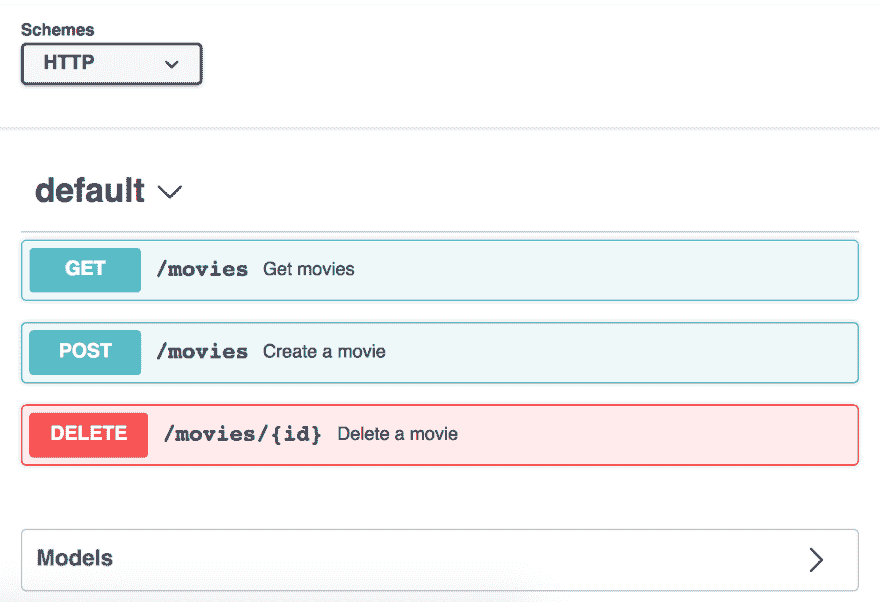 Schemes
HTTP
default
GET /movies Get movies
POST /movies Create a movie
DELETE /movies/{id} Delete a movie
Models